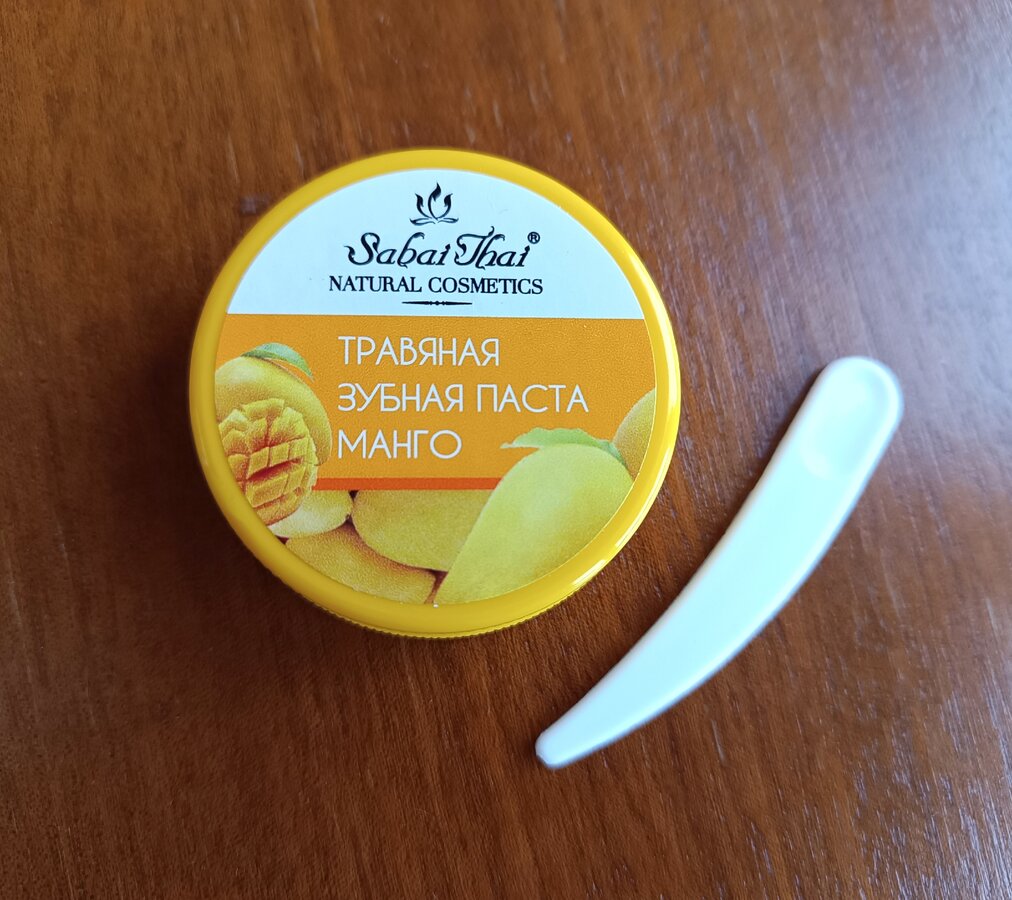 Sabai Thai®
NATURAL COSMETICS
ТРАВЯНАЯ
ЗУБНАЯ ПАСТА
МАНГО